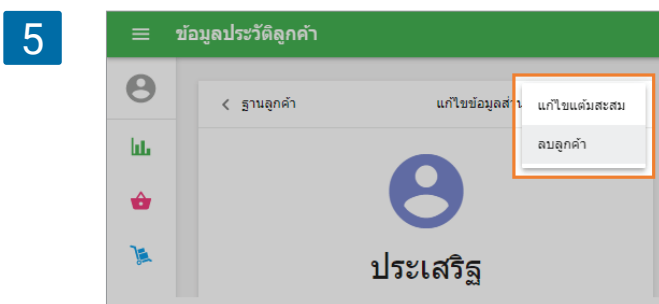 5
ข้อมูลประวัติลูกค้า
ฐานลูกค้า
แก้ไขข้อมูลส่วน
แก้ไขแต้มสะสม
ลบลูกค้า
ประเสริฐ